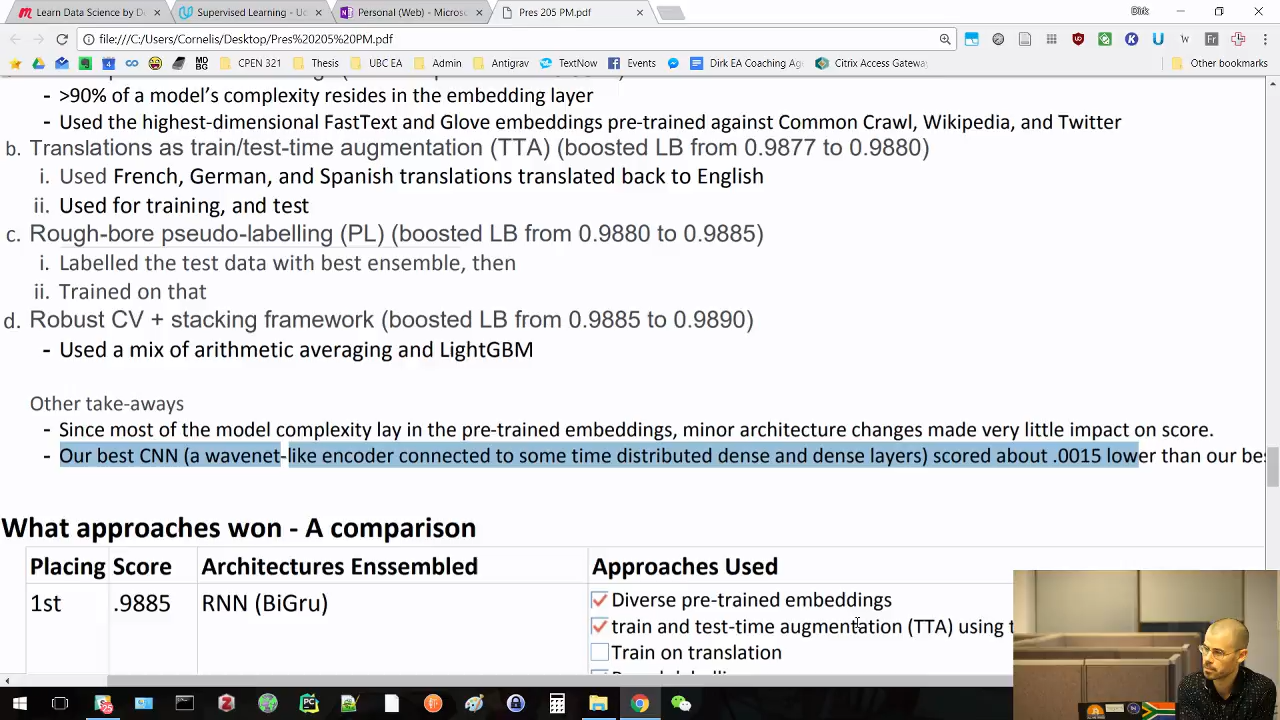 Learn Data Science by D
Supervised Learning - Uc
Personal (Web) - Micros
Pres 205 PM.pdf
Dirk
file:///C:/Users/Cornelis/Desktop/Pres%20205%20PM.pdf
CPEN 321
Thesis
UBC EA
Admin
Antigrav
TextNow
Events
Dirk EA Coaching Ag
Citrix Access Gateway
Other bookmarks
- >90% of a model's complexity resides in the embedding layer
- Used the highest-dimensional FastText and Glove embeddings pre-trained against Common Crawl, Wikipedia, and Twitter
b. Translations as train/test-time augmentation (TTA) (boosted LB from 0.9877 to 0.9880)
i. Used French, German, and Spanish translations translated back to English
ii. Used for training, and test
c. Rough-bore pseudo-labelling (PL) (boosted LB from 0.9880 to 0.9885)
i. Labelled the test data with best ensemble, then
ii. Trained on that
d. Robust CV + stacking framework (boosted LB from 0.9885 to 0.9890)
- Used a mix of arithmetic averaging and LightGBM
Other take-aways
- Since most of the model complexity lay in the pre-trained embeddings, minor architecture changes made very little impact on score.
- Our best CNN (a wavenet-like encoder connected to some time distributed dense and dense layers) scored about .0015 lower than our bes
What approaches won - A comparison
Placing Score Architectures Enssembled Approaches Used
1st .9885 RNN (BiGru) Diverse pre-trained embeddings
train and test-time augmentation (TTA) using t
Train on translation